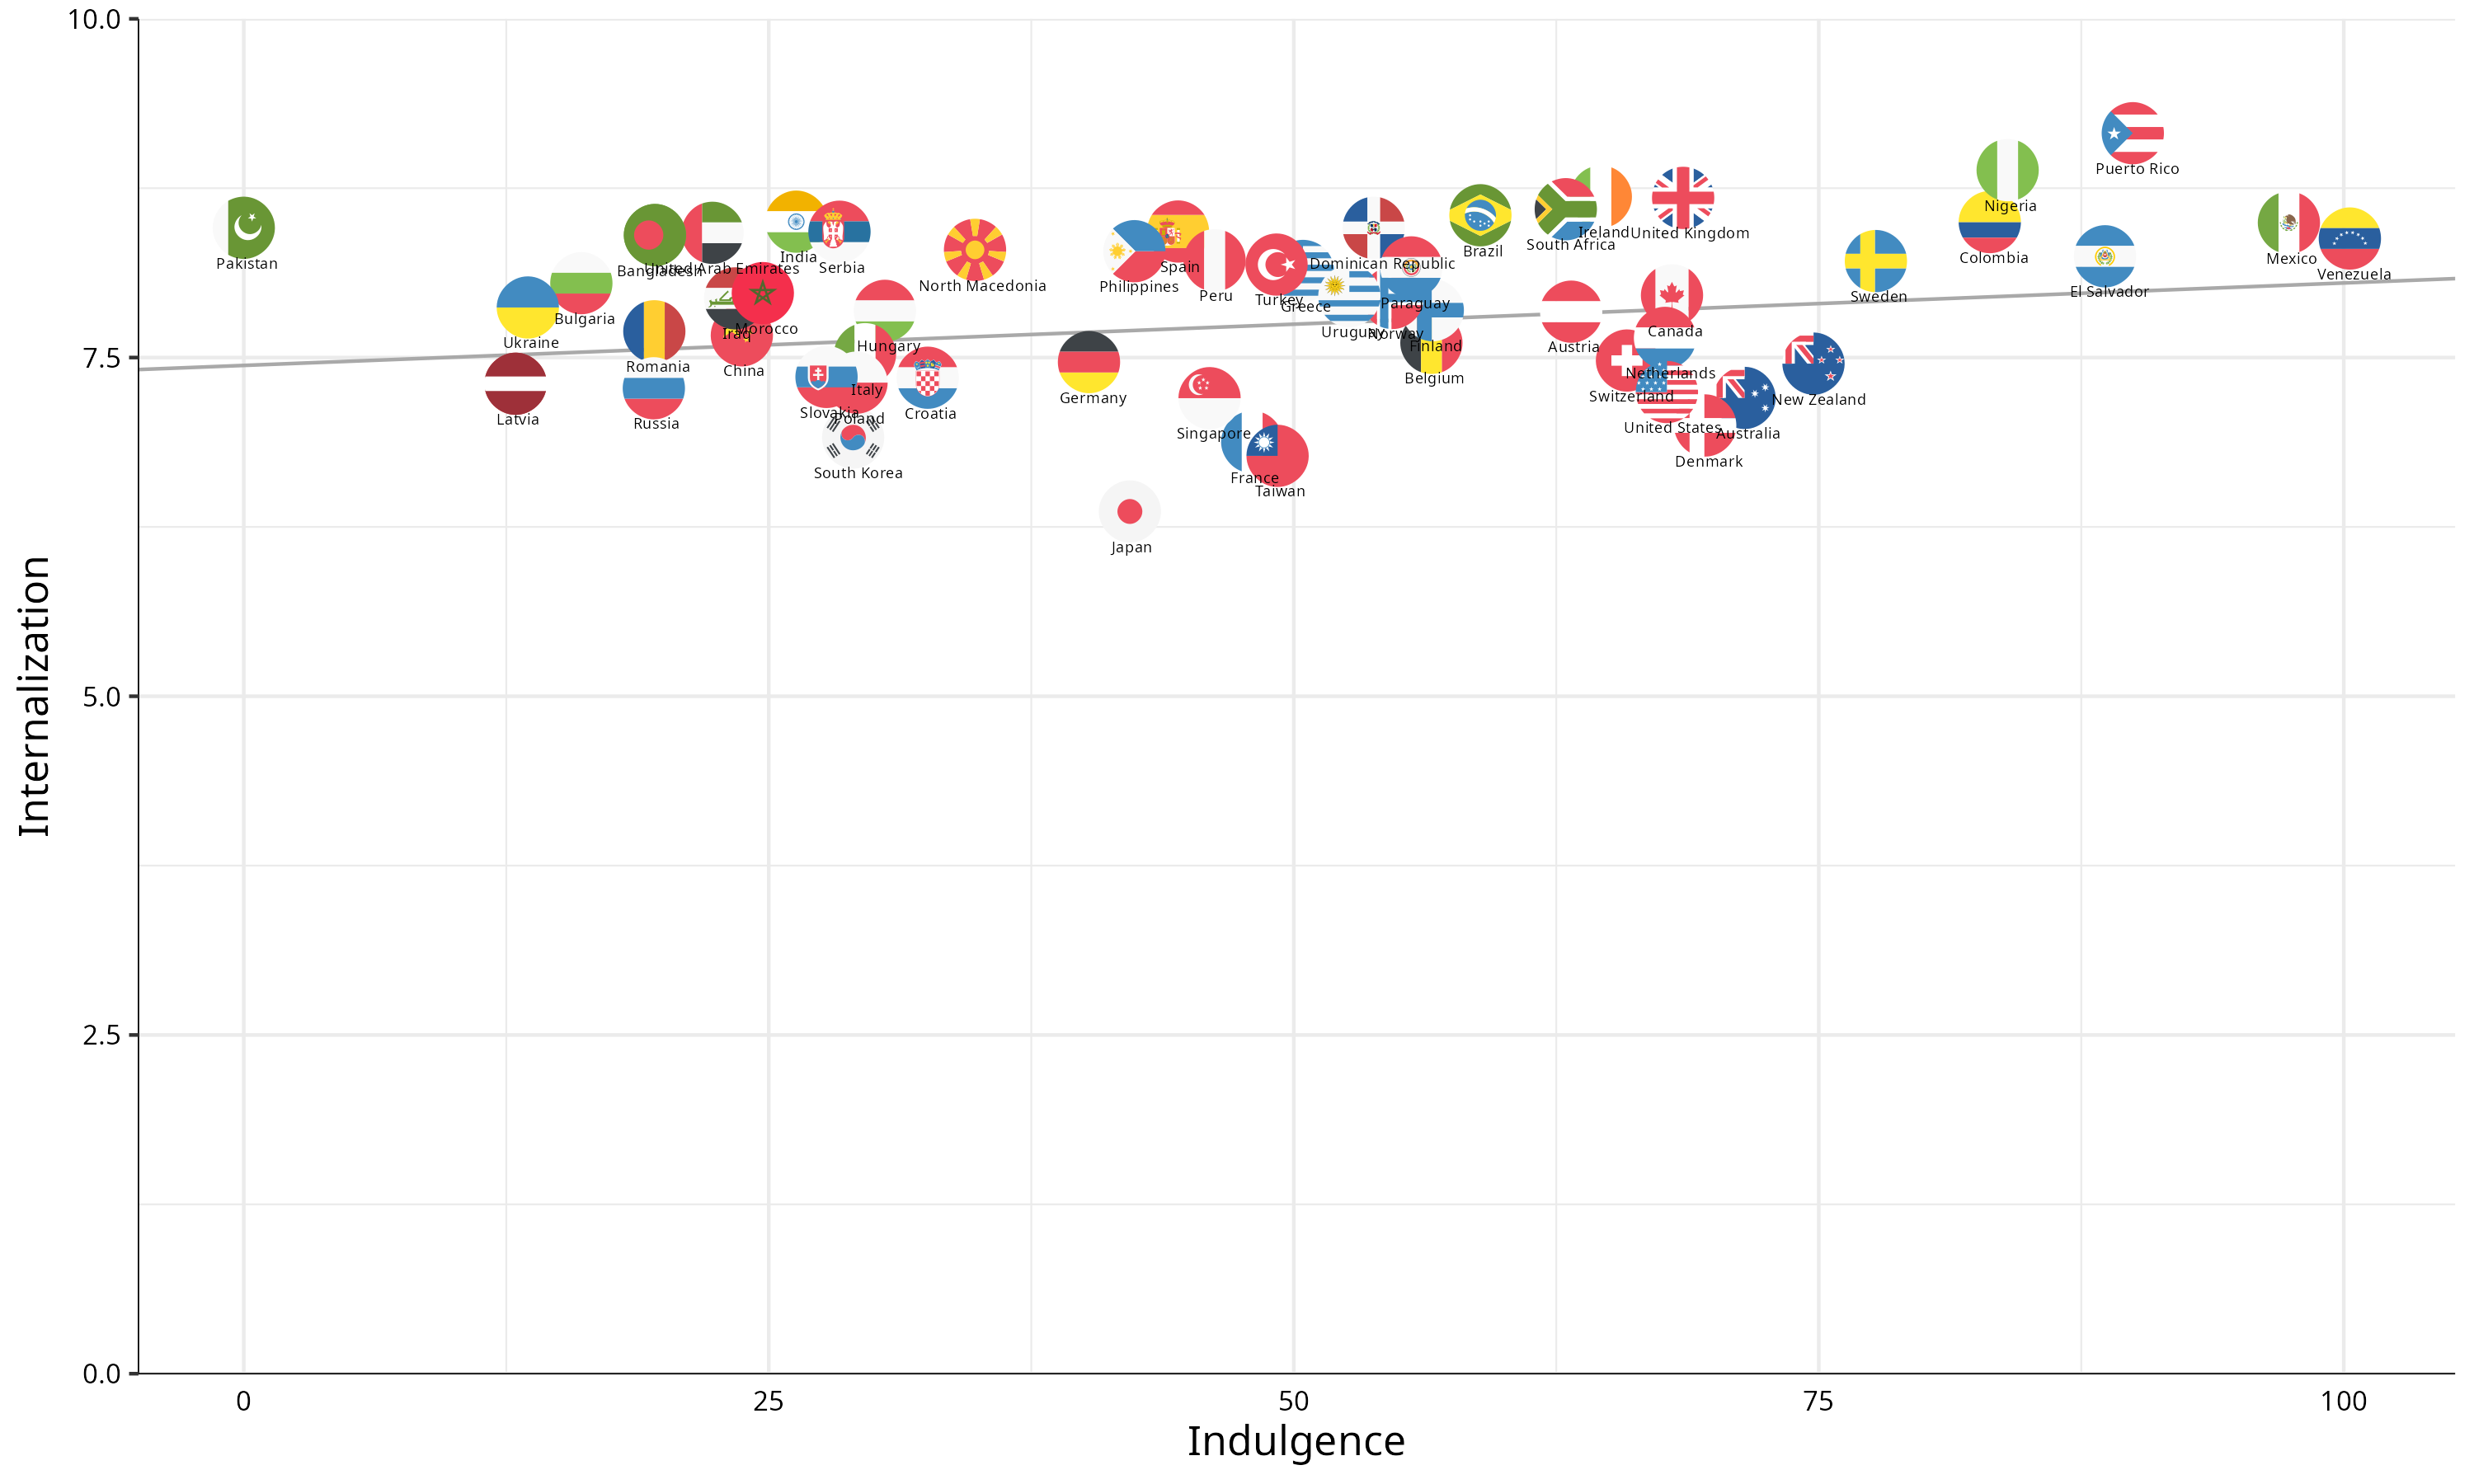 10.0
7.5
5.0
2.5
0.0
Internalization
0
25
50
75
100
Indulgence
Puerto Rico
Nigeria
Ireland
United Kingdom
South Africa
Brazil
Colombia
Mexico
Venezuela
Pakistan
India
Serbia
Bangladesh
United Arab Emirates
Spain
Dominican Republic
North Macedonia
Philippines
Peru
Turkey
Greece
Paraguay
Sweden
El Salvador
Bulgaria
Morocco
Iraq
Ukraine
Uruguay
Norway
Finland
Canada
Hungary
Austria
Romania
China
Netherlands
Belgium
Italy
Switzerland
Germany
New Zealand
Slovakia
Croatia
Latvia
Poland
Russia
United States
Singapore
Australia
Denmark
South Korea
France
Taiwan
Japan